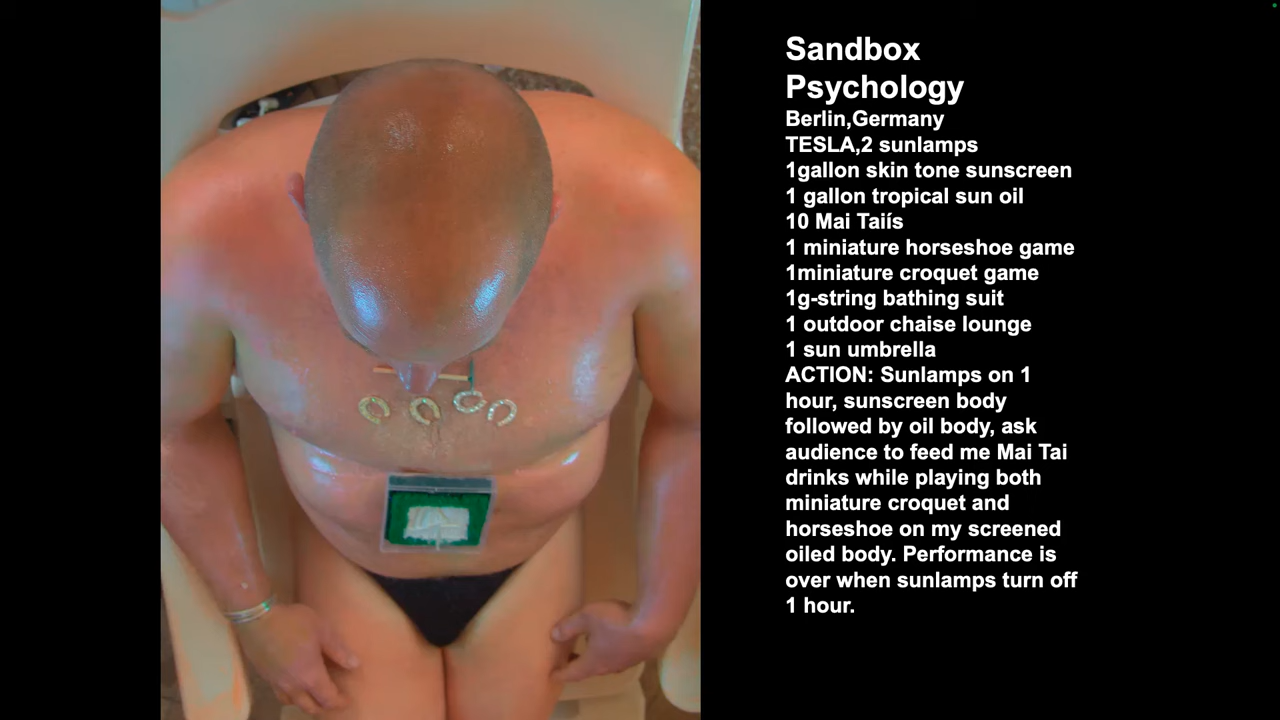 Sandbox
Psychology
Berlin,Germany
TESLA,2 sunlamps
1gallon skin tone sunscreen
1 gallon tropical sun oil
10 Mai Taiís
1 miniature horseshoe game
1miniature croquet game
1g-string bathing suit
1 outdoor chaise lounge
1 sun umbrella
ACTION: Sunlamps on 1
hour, sunscreen body
followed by oil body, ask
audience to feed me Mai Tai
drinks while playing both
miniature croquet and
horseshoe on my screened
oiled body. Performance is
over when sunlamps turn off
1 hour.